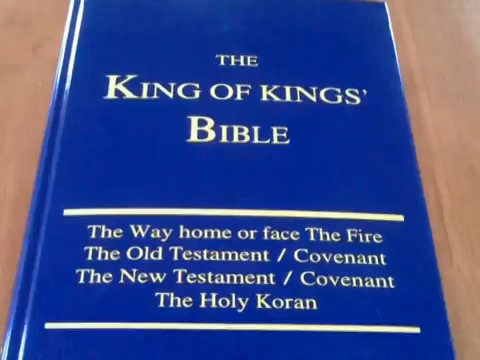 THE
KING OF KINGS'
BIBLE
The Way home or face The Fire
The Old Testament / Covenant
The New Testament / Covenant
The Holy Koran